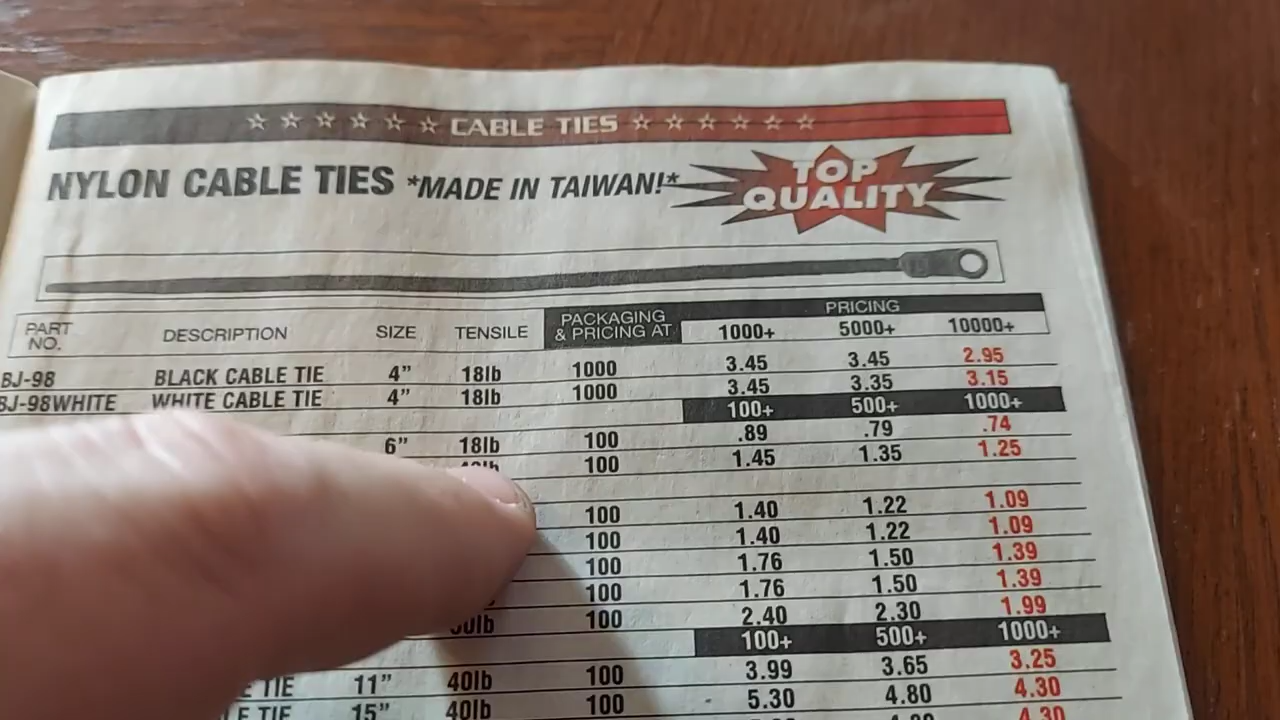 ☆ ☆ ☆ ☆ ☆ ☆ CABLE TIES ☆ ☆ ☆ ☆ ☆ ☆
NYLON CABLE TIES *MADE IN TAIWAN!* TOP QUALITY
PART NO. DESCRIPTION SIZE TENSILE PACKAGING & PRICING AT PRICING 1000+ 5000+ 10000+
BJ-98 BLACK CABLE TIE 4” 18lb 1000 3.45 3.45 2.95
BJ-98WHITE WHITE CABLE TIE 4” 18lb 1000 3.45 3.35 3.15
100+ 500+ 1000+
6” 18lb 100 .89 .79 .74
100 1.45 1.35 1.25
100 1.40 1.22 1.09
100 1.40 1.22 1.09
100 1.76 1.50 1.39
100 1.76 1.50 1.39
100 2.40 2.30 1.99
100+ 500+ 1000+
TIE 11” 40lb 100 3.99 3.65 3.25
TIE 15” 40lb 100 5.30 4.80 4.30
4.30